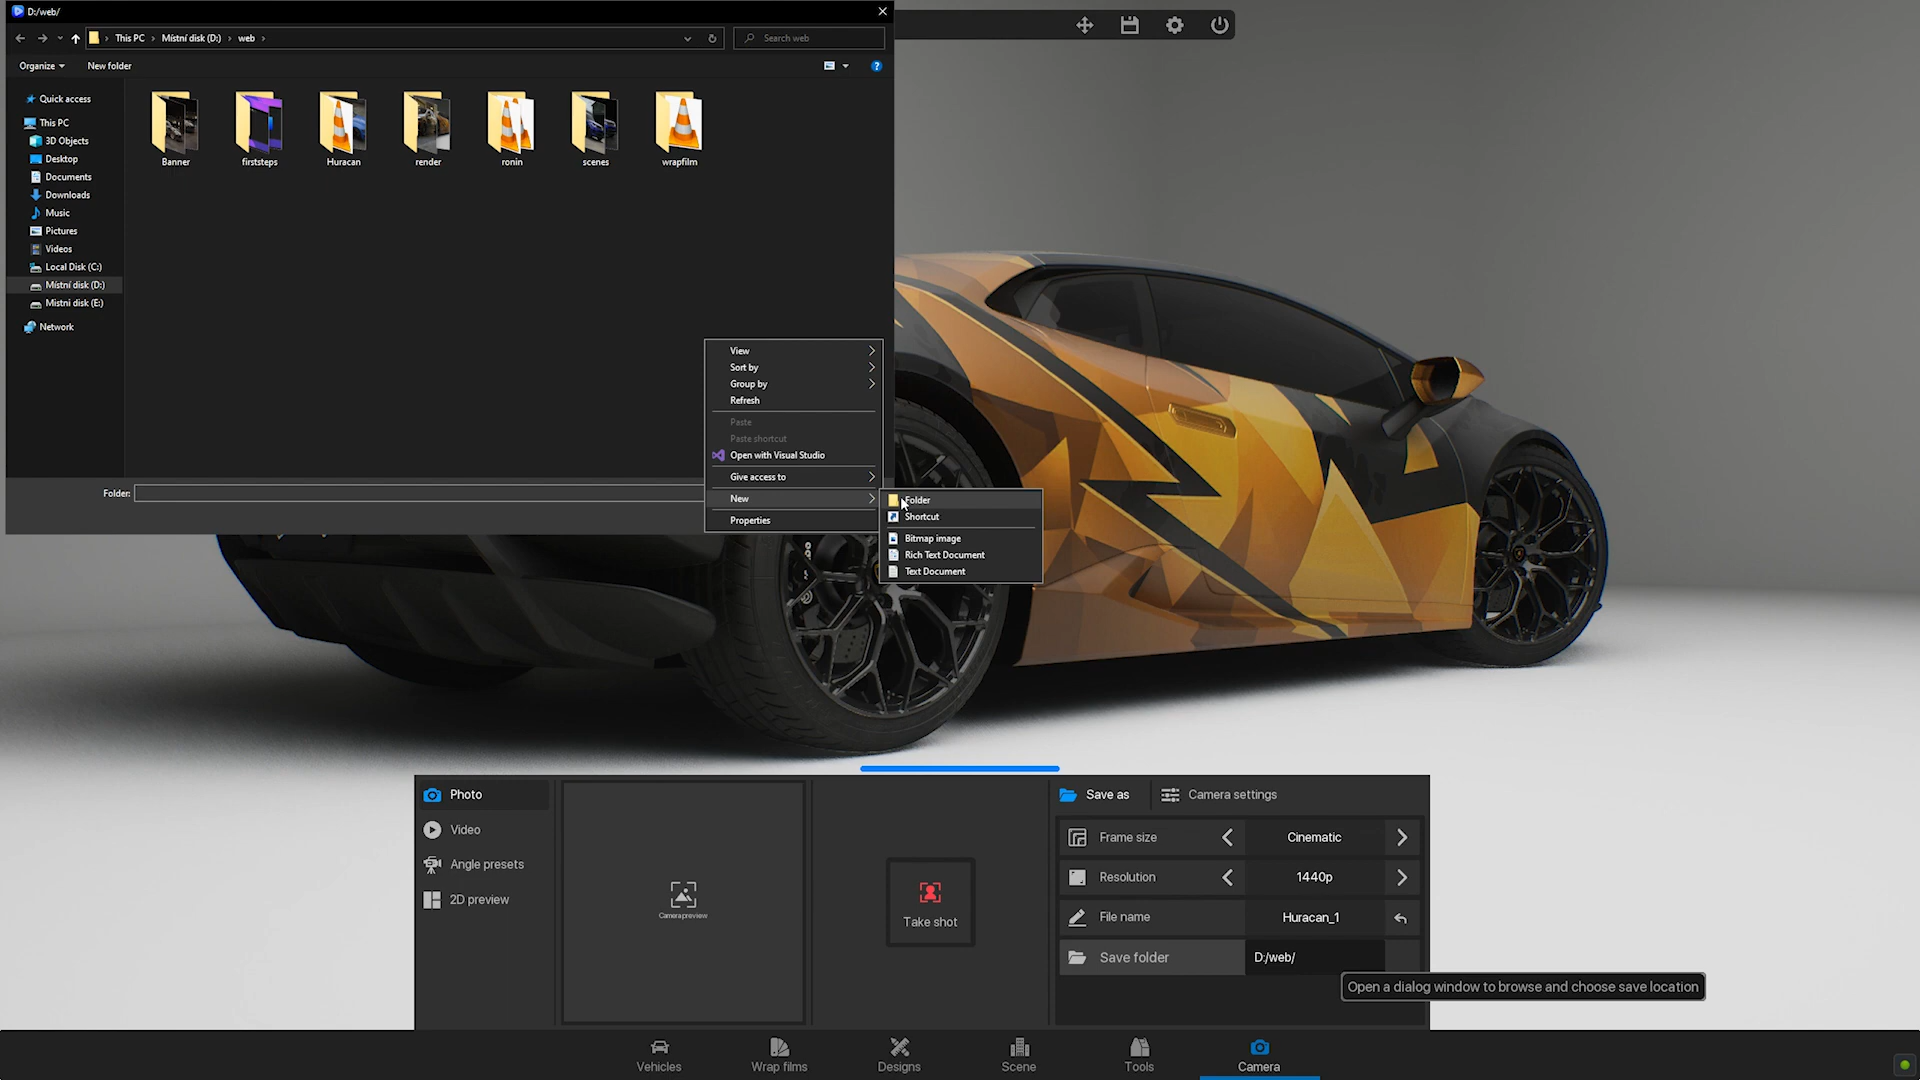 D:/web/
This PC
Místní disk (D:)
web
Search web
Organize
New folder
Quick access
This PC
3D Objects
Desktop
Documents
Downloads
Music
Pictures
Videos
Local Disk (C:)
Místní disk (D:)
Místní disk (E:)
Network
Banner
firststeps
Huracan
render
ronin
scenes
wrapfilm
Folder:
View
Sort by
Group by
Refresh
Paste
Paste shortcut
Open with Visual Studio
Give access to
New
Properties
Folder
Shortcut
Bitmap image
Rich Text Document
Text Document
Photo
Video
Angle presets
2D preview
Camera preview
Take shot
Save as
Camera settings
Frame size
Cinematic
Resolution
1440p
File name
Huracan_1
Save folder
D:/web/
Open a dialog window to browse and choose save location
Vehicles
Wrap films
Designs
Scene
Tools
Camera